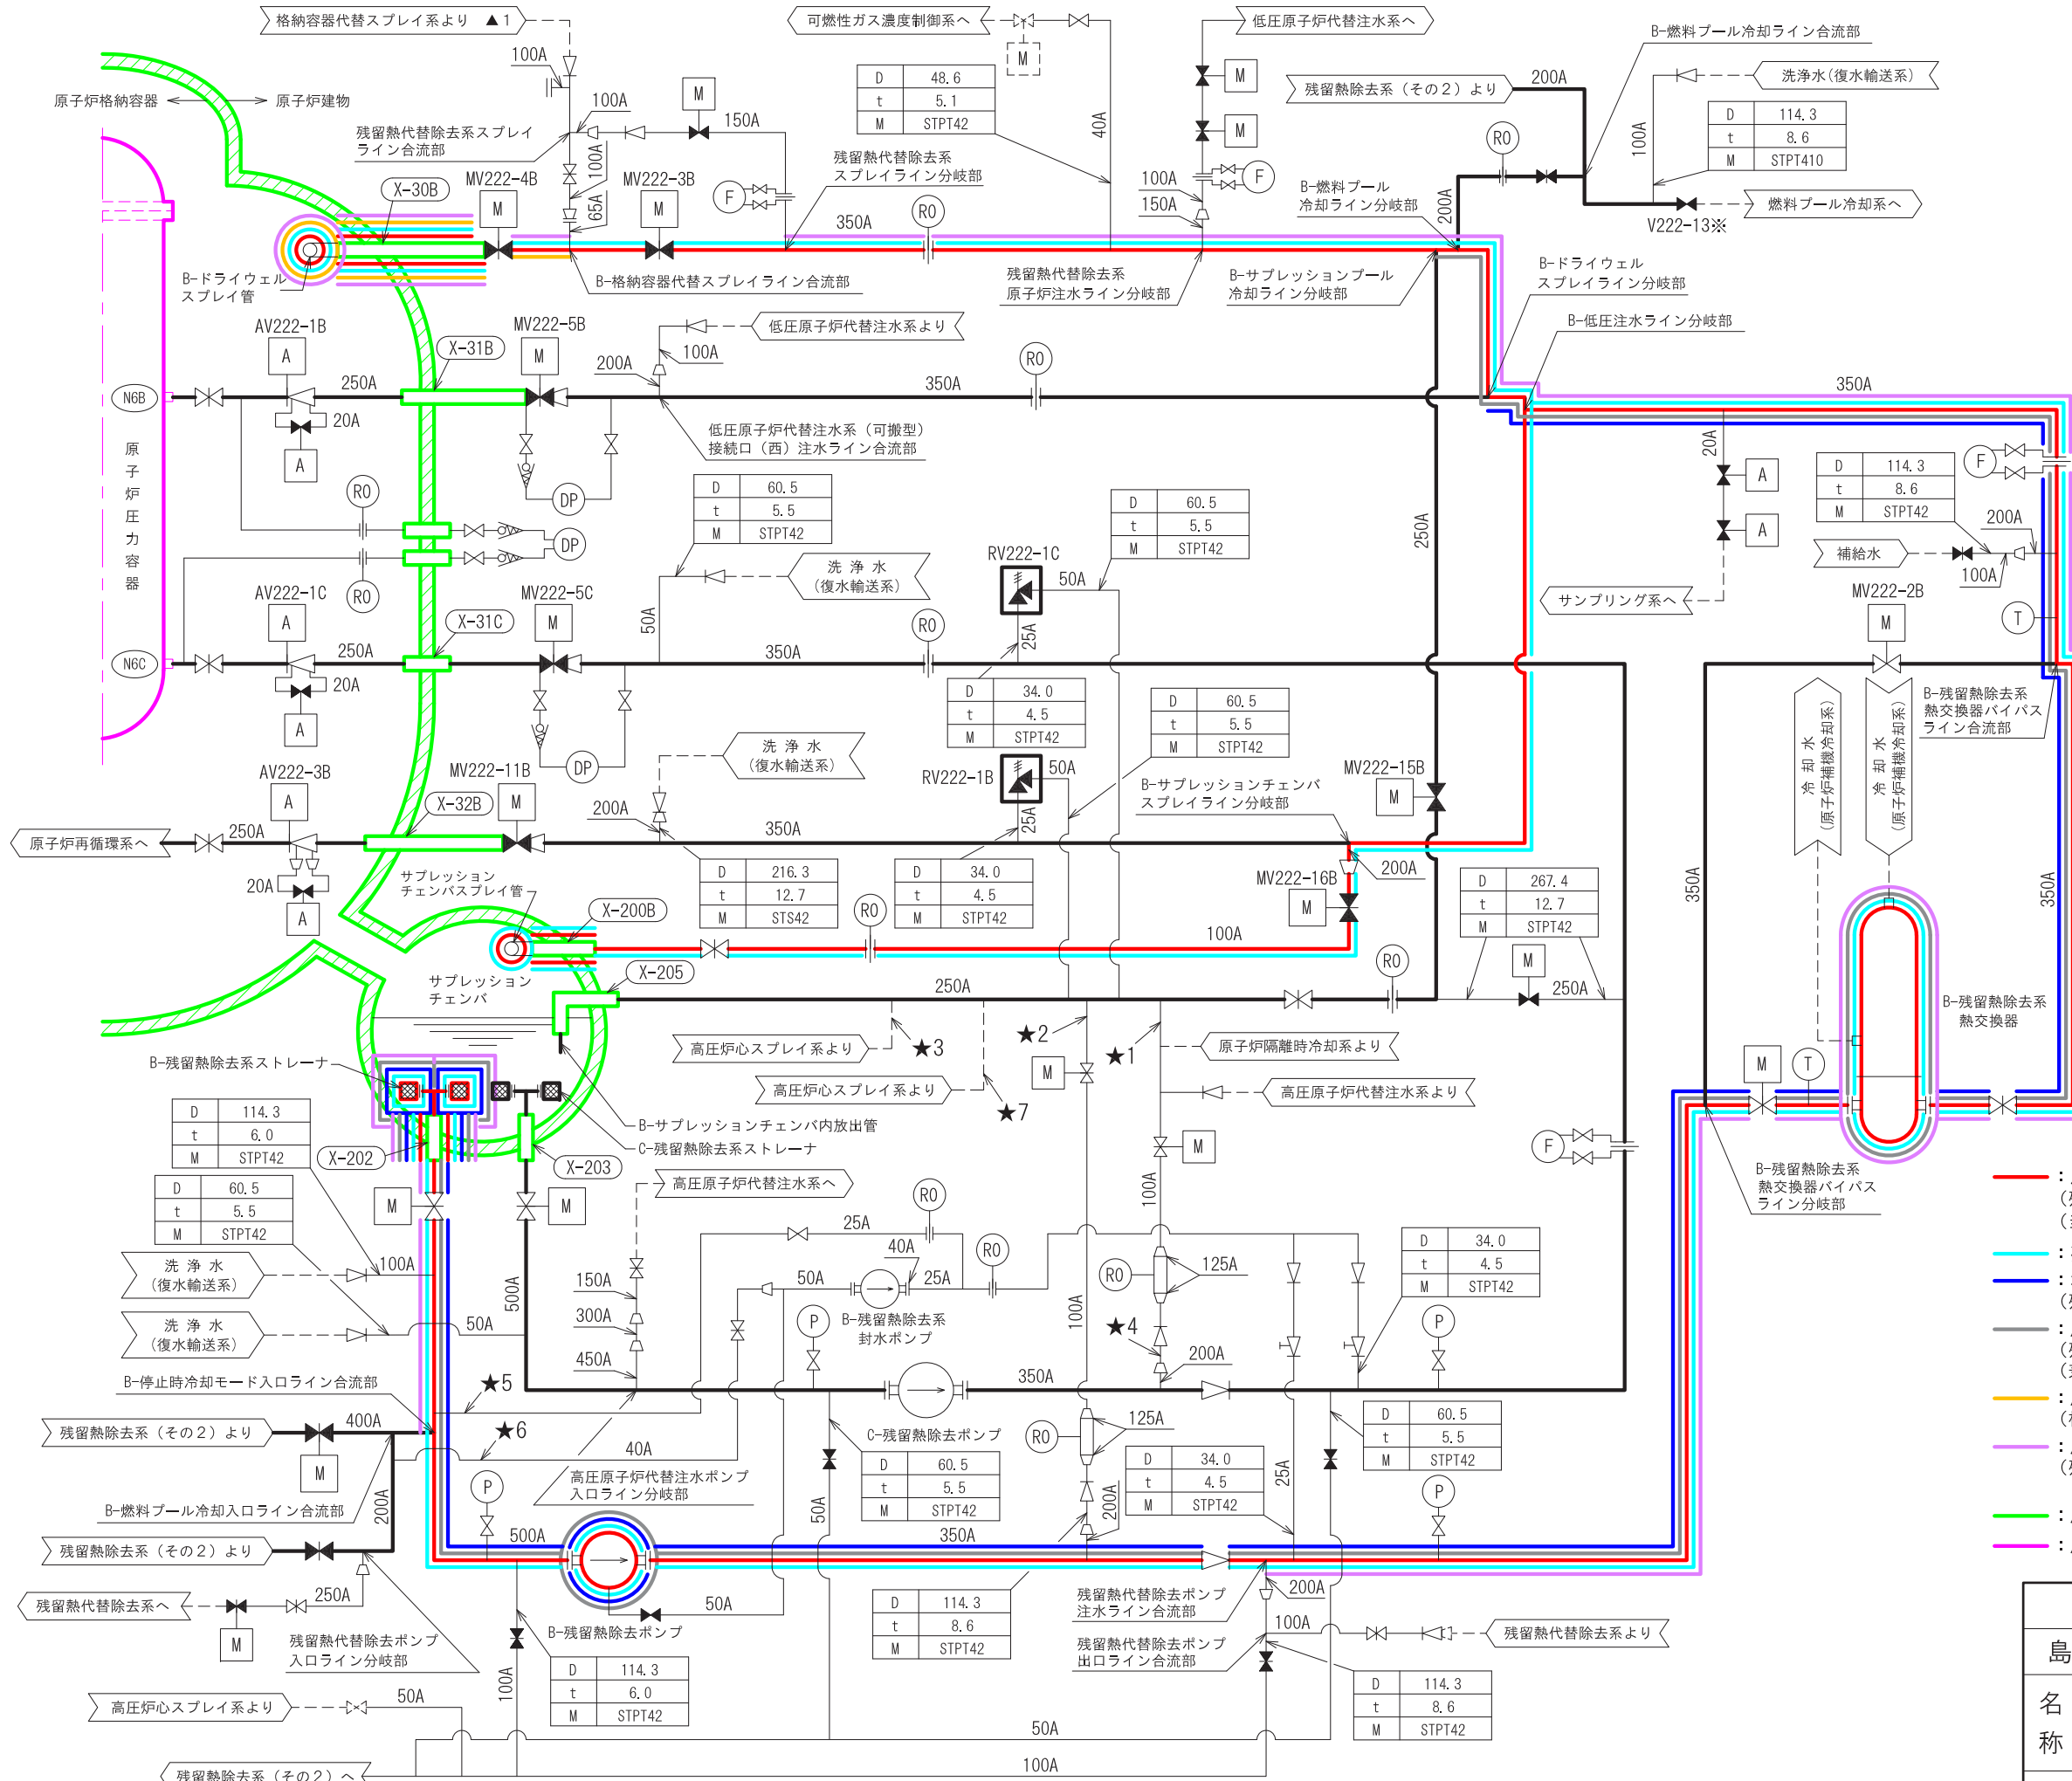 格納容器代替スプレイ系より ▲1
可燃性ガス濃度制御系へ
低圧原子炉代替注水系へ
B-燃料プール冷却ライン合流部
残留熱除去系(その2)より
200A
洗浄水(復水輸送系)
100A
M
D 48.6
t 5.1
M STPT42
40A
M
M
D 114.3
t 8.6
M STPT410
100A
原子炉格納容器
原子炉建物
残留熱代替除去系スプレイ
ライン合流部
100A
M
150A
RO
X-30B
MV222-4B
M
100A
65A
MV222-3B
M
F
残留熱代替除去系
スプレイライン分岐部
350A
RO
100A
150A
F
B-燃料プール
冷却ライン分岐部
200A
燃料プール冷却系へ
V222-13※
B-ドライウェル
スプレイ管
B-格納容器代替スプレイライン合流部
残留熱代替除去系
原子炉注水ライン分岐部
B-サプレッションプール
冷却ライン分岐部
B-ドライウェル
スプレイライン分岐部
B-低圧注水ライン分岐部
AV222-1B
A
X-31B
MV222-5B
M
低圧原子炉代替注水系より
100A
200A
RO
N6B
250A
350A
350A
20A
A
低圧原子炉代替注水系(可搬型)
接続口(西)注水ライン合流部
原子炉圧力容器
RO
DP
DP
RO
D 60.5
t 5.5
M STPT42
洗浄水
(復水輸送系)
50A
D 60.5
t 5.5
M STPT42
RV222-1C
50A
25A
250A
20A
A
A
サンプリング系へ
D 114.3
t 8.6
M STPT42
F
200A
補給水
100A
MV222-2B
M
T
AV222-1C
A
X-31C
MV222-5C
M
RO
N6C
250A
350A
20A
A
DP
D 34.0
t 4.5
M STPT42
D 60.5
t 5.5
M STPT42
冷却水
(原子炉補機冷却系)
冷却水
(原子炉補機冷却系)
B-残留熱除去系
熱交換器バイパス
ライン合流部
洗浄水
(復水輸送系)
RV222-1B
50A
25A
B-サプレッションチェンバ
スプレイライン分岐部
MV222-15B
M
AV222-3B
A
X-32B
MV222-11B
M
200A
原子炉再循環系へ
250A
350A
20A
A
サプレッション
チェンバスプレイ管
D 216.3
t 12.7
M STS42
D 34.0
t 4.5
M STPT42
200A
MV222-16B
M
D 267.4
t 12.7
M STPT42
350A
350A
X-200B
RO
100A
X-205
サプレッション
チェンバ
250A
RO
M
250A
B-残留熱除去系
熱交換器
高圧炉心スプレイ系より
★3
★2
★1
原子炉隔離時冷却系より
高圧炉心スプレイ系より
★7
M
高圧原子炉代替注水系より
M
T
B-残留熱除去系ストレーナ
B-サプレッションチェンバ内放出管
C-残留熱除去系ストレーナ
D 114.3
t 6.0
M STPT42
X-202
X-203
M
F
B-残留熱除去系
熱交換器バイパス
ライン分岐部
D 60.5
t 5.5
M STPT42
M
M
高圧原子炉代替注水系へ
RO
25A
100A
洗浄水
(復水輸送系)
100A
500A
150A
50A
40A
25A
RO
100A
RO
125A
D 34.0
t 4.5
M STPT42
洗浄水
(復水輸送系)
50A
300A
P
B-残留熱除去系
封水ポンプ
★4
P
450A
200A
350A
B-停止時冷却モード入口ライン合流部
★5
★6
残留熱除去系(その2)より
400A
M
40A
C-残留熱除去ポンプ
RO
125A
D 60.5
t 5.5
M STPT42
D 60.5
t 5.5
M STPT42
D 34.0
t 4.5
M STPT42
25A
B-燃料プール冷却入口ライン合流部
200A
P
高圧原子炉代替注水ポンプ
入口ライン分岐部
50A
200A
P
残留熱除去系(その2)より
500A
350A
250A
残留熱代替除去系へ
M
50A
B-残留熱除去ポンプ
残留熱代替除去ポンプ
入口ライン分岐部
D 114.3
t 8.6
M STPT42
残留熱代替除去ポンプ
注水ライン合流部
200A
100A
残留熱代替除去系より
残留熱代替除去ポンプ
出口ライン合流部
100A
D 114.3
t 6.0
M STPT42
D 114.3
t 8.6
M STPT42
高圧炉心スプレイ系より
50A
50A
100A
残留熱除去系(その2)へ
島
名
称